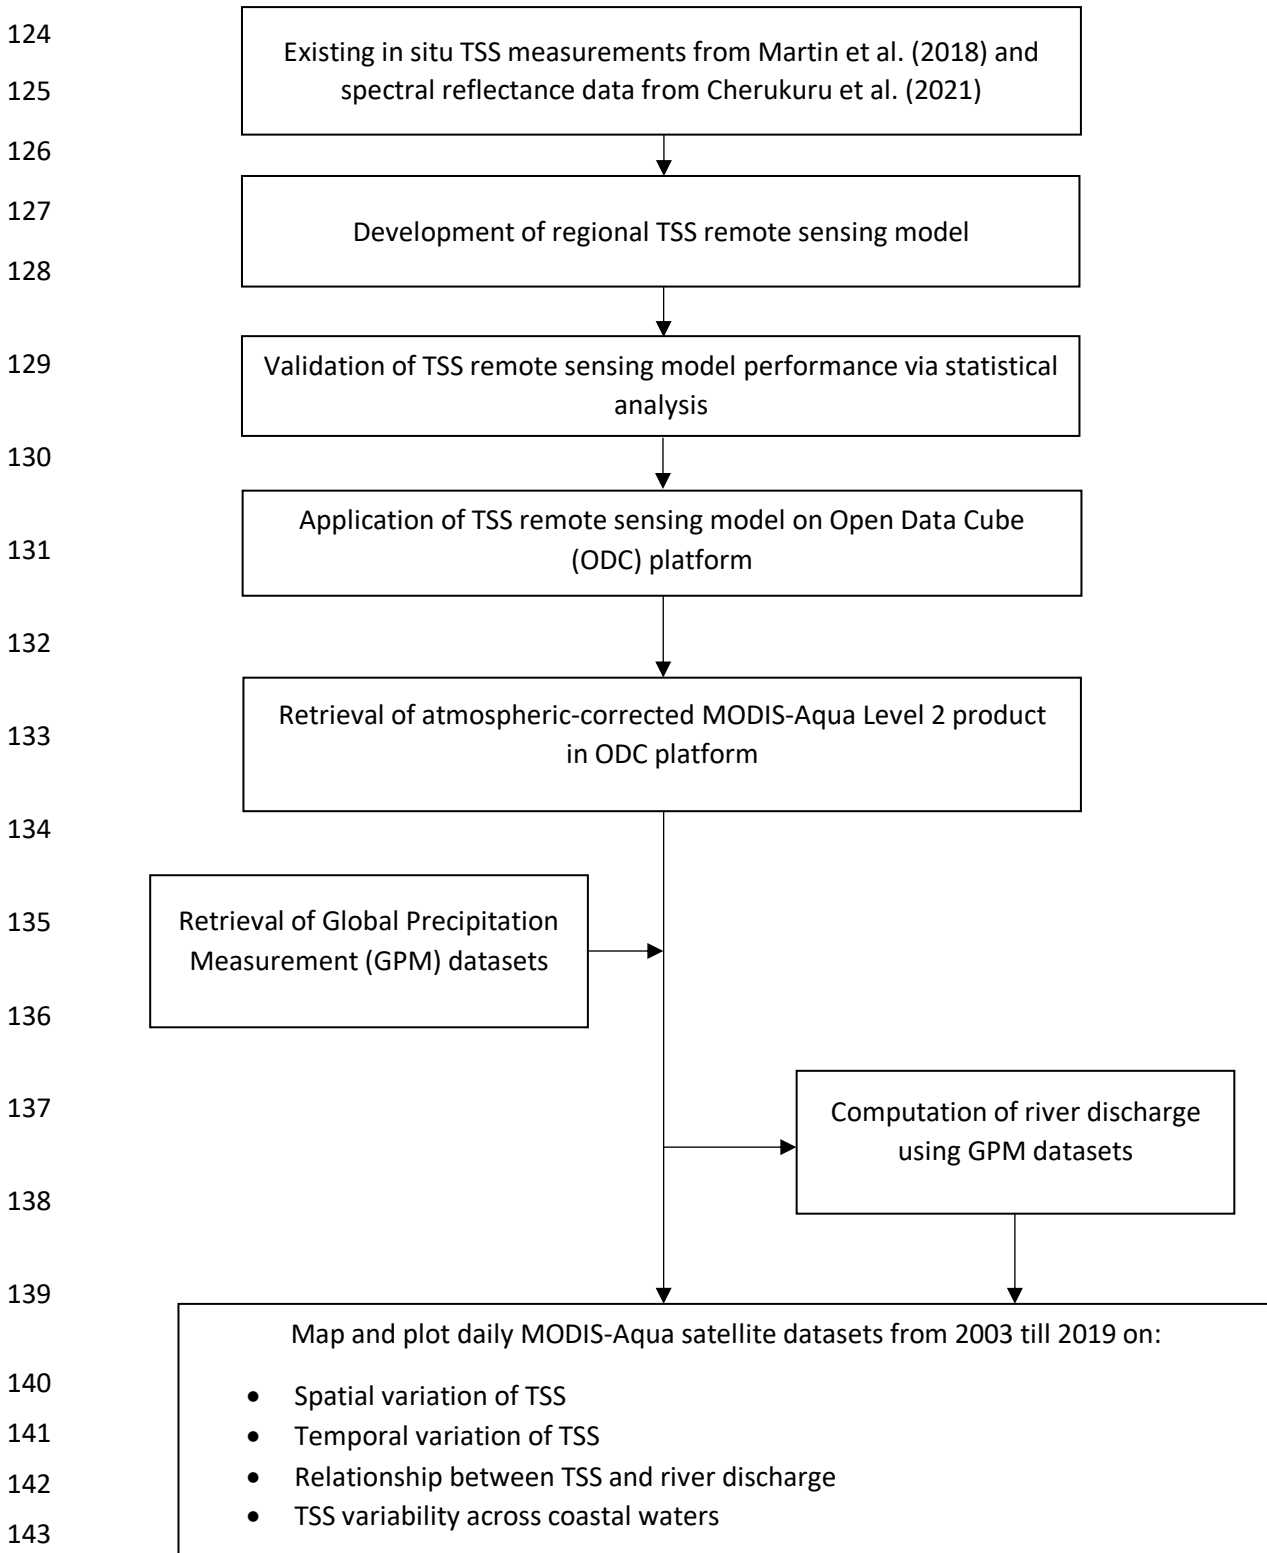 124
Existing in situ TSS measurements from Martin et al. (2018) and
125
spectral reflectance data from Cherukuru et al. (2021)
126
127
Development of regional TSS remote sensing model
128
129
Validation of TSS remote sensing model performance via statistical
analysis
130
Application of TSS remote sensing model on Open Data Cube
131
(ODC) platform
132
Retrieval of atmospheric-corrected MODIS-Aqua Level 2 product
133
in ODC platform
134
135
Retrieval of Global Precipitation
Measurement (GPM) datasets
136
137
Computation of river discharge
using GPM datasets
138
139
Map and plot daily MODIS-Aqua satellite datasets from 2003 till 2019 on:
140
• Spatial variation of TSS
141
• Temporal variation of TSS
142
• Relationship between TSS and river discharge
• TSS variability across coastal waters
143